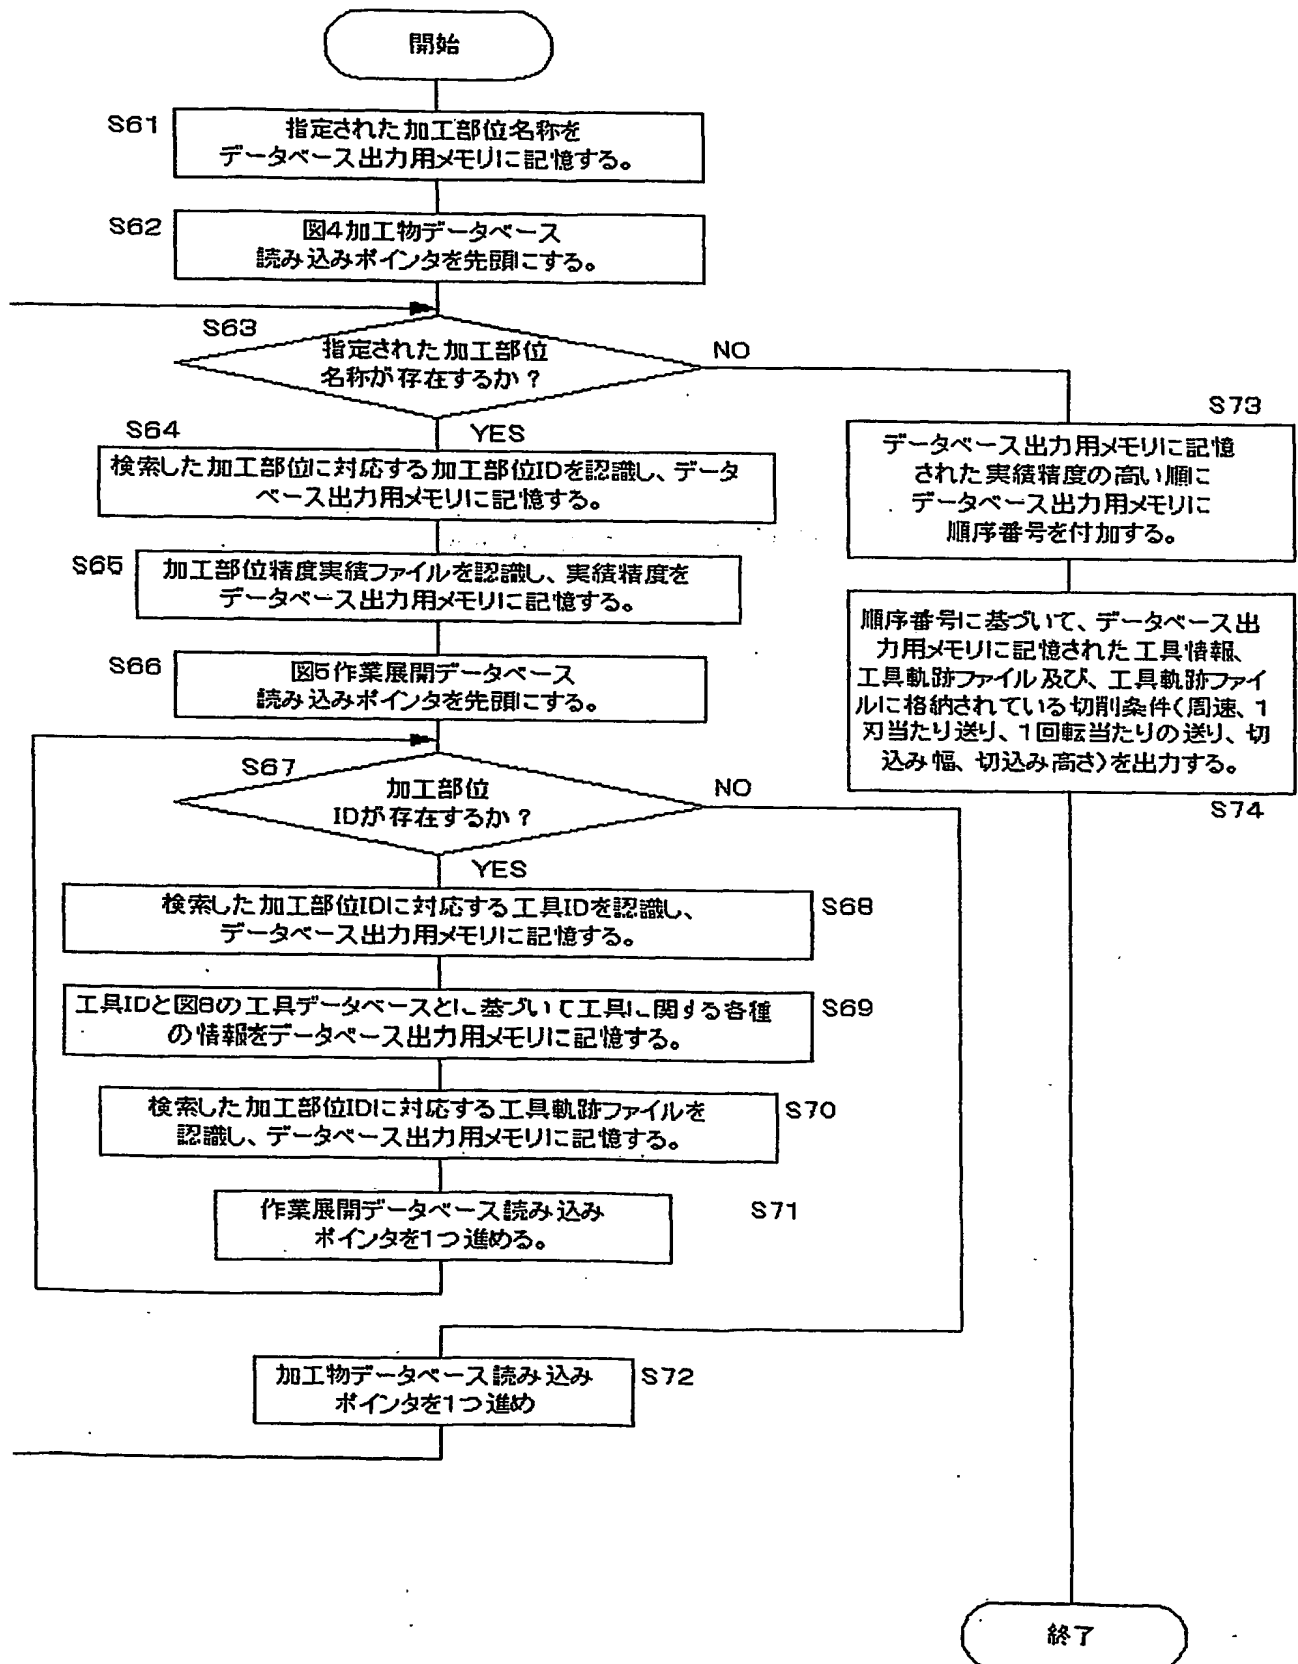 開始
S61
指定された加工部位名称を
データベース出力用メモリに記憶する。
S62
図4加工物データベース
読み込みポインタを先頭にする。
S63
指定された加工部位
名称が存在するか？
NO
YES
S64
検索した加工部位に対応する加工部位IDを認識し、データ
ベース出力用メモリに記憶する。
S65
加工部位精度実績ファイルを認識し、実績精度を
データベース出力用メモリに記憶する。
S66
図5作業展開データベース
読み込みポインタを先頭にする。
S67
加工部位
IDが存在するか？
NO
YES
検索した加工部位IDに対応する工具IDを認識し、
データベース出力用メモリに記憶する。
S68
工具IDと図8の工具データベースとに基づいて工具に関する各種
の情報をデータベース出力用メモリに記憶する。
S69
検索した加工部位IDに対応する工具軌跡ファイルを
認識し、データベース出力用メモリに記憶する。
S70
作業展開データベース読み込み
ポインタを1つ進める。
S71
加工物データベース読み込み
ポインタを1つ進め
S72
S73
データベース出力用メモリに記憶
された実績精度の高い順に
データベース出力用メモリに
順序番号を付加する。
順序番号に基づいて、データベース出
力用メモリに記憶された工具情報、
工具軌跡ファイル及び、工具軌跡ファイ
ルに格納されている切削条件(周速、1
刃当たり送り、1回転当たりの送り、切
込み幅、切込み高さ)を出力する。
S74
終了